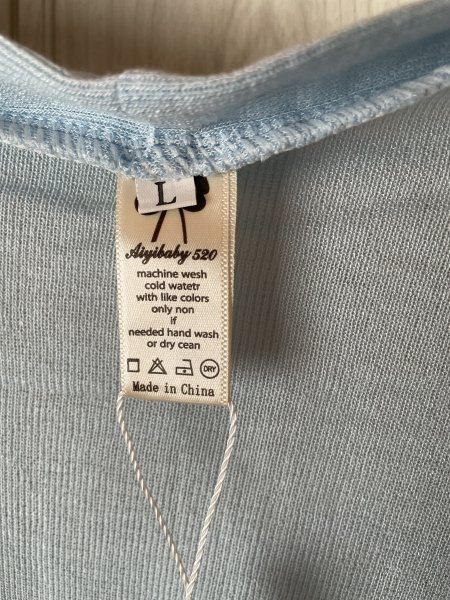 L
Aiyibaby 520
machine wesh
cold watetr
with like colors
only non
if
needed hand wash
or dry cean
DRY
Made in China